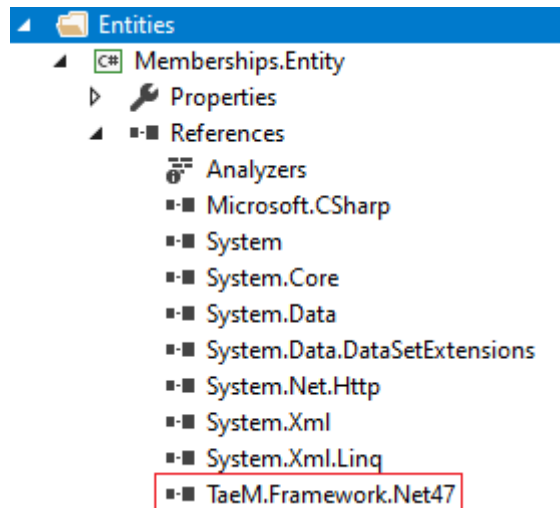 Entities
C# Memberships.Entity
Properties
References
Analyzers
Microsoft.CSharp
System
System.Core
System.Data
System.Data.DataSetExtensions
System.Net.Http
System.Xml
System.Xml.Linq
TaeM.Framework.Net47